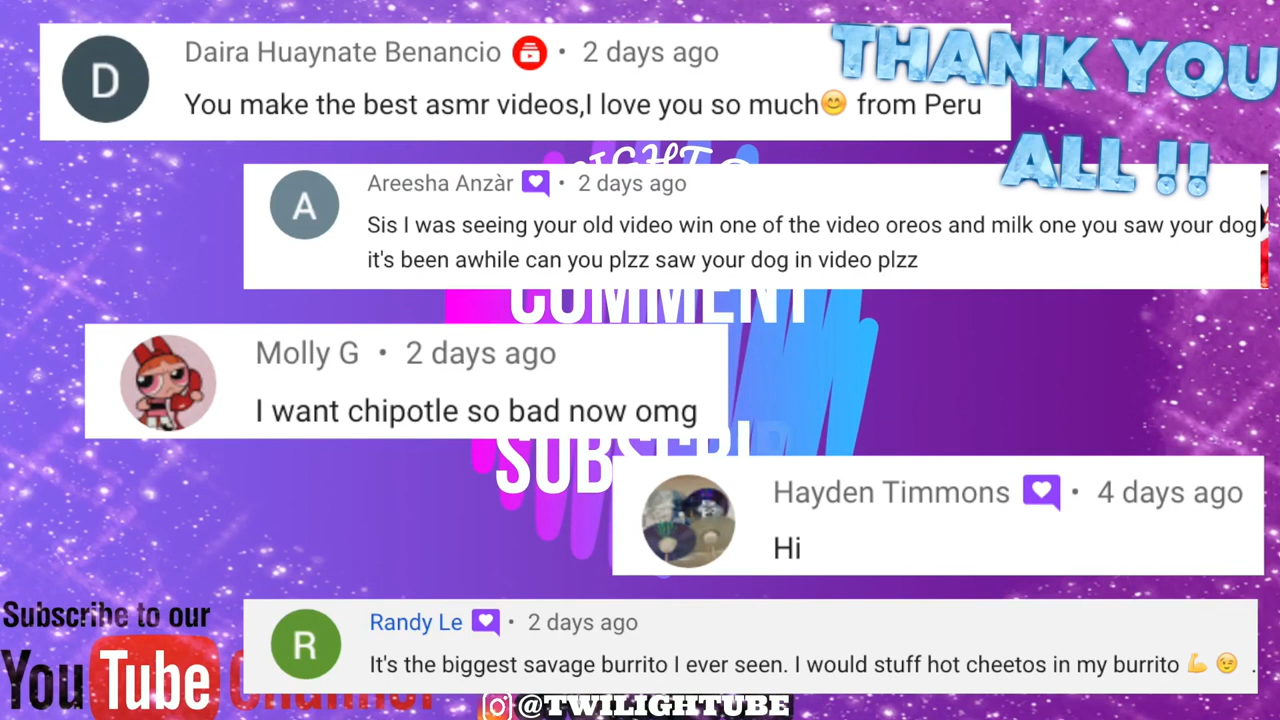 Daira Huaynate Benancio • 2 days ago
You make the best asmr videos,I love you so much😊 from Peru
THANK YOU
ALL !!
A
Areesha Anzàr • 2 days ago
Sis I was seeing your old video win one of the video oreos and milk one you saw your dog
it's been awhile can you plzz saw your dog in video plzz
D
COMMENT
Molly G • 2 days ago
I want chipotle so bad now omg
Hayden Timmons • 4 days ago
Hi
Subscribe to our
YouTube Channel
R
Randy Le • 2 days ago
It's the biggest savage burrito I ever seen. I would stuff hot cheetos in my burrito 💪 😉 .
@TWILIGHTUBE